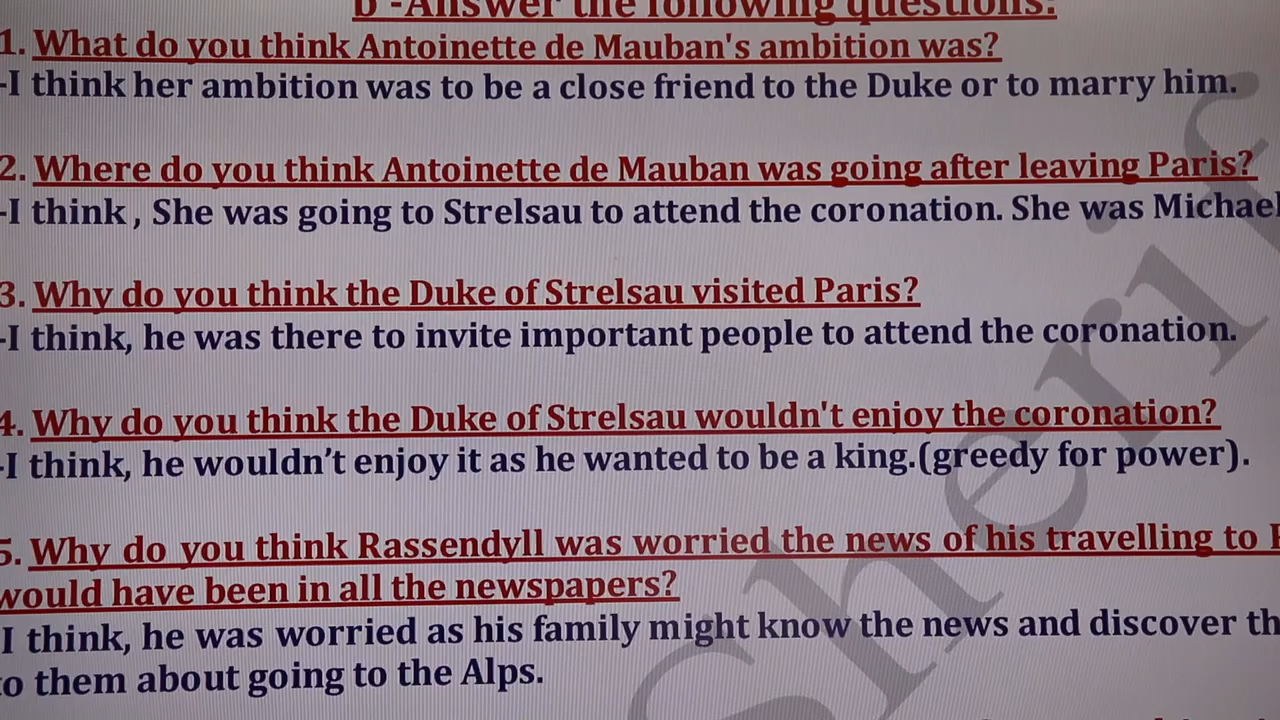 b -Answer the following questions:
1. What do you think Antoinette de Mauban's ambition was?
-I think her ambition was to be a close friend to the Duke or to marry him.
2. Where do you think Antoinette de Mauban was going after leaving Paris?
-I think, She was going to Strelsau to attend the coronation. She was Michael
3. Why do you think the Duke of Strelsau visited Paris?
-I think, he was there to invite important people to attend the coronation.
4. Why do you think the Duke of Strelsau wouldn't enjoy the coronation?
-I think, he wouldn't enjoy it as he wanted to be a king.(greedy for power).
5. Why do you think Rassendyll was worried the news of his travelling to
would have been in all the newspapers?
I think, he was worried as his family might know the news and discover th
to them about going to the Alps.
Sherif